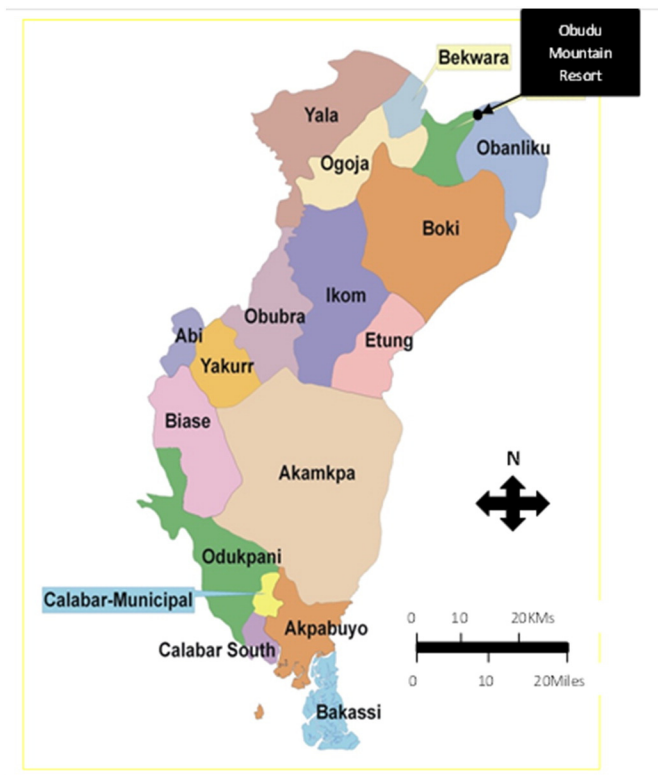 Obudu
Mountain
Resort
Bekwara
Yala
Obanliku
Ogoja
Boki
Ikom
Obubra
Abi
Etung
Yakurr
Biase
Akamkpa
N
Odukpani
Calabar-Municipal
0 10 20KMs
Akpabuyo
Calabar South
0 10 20Miles
Bakassi